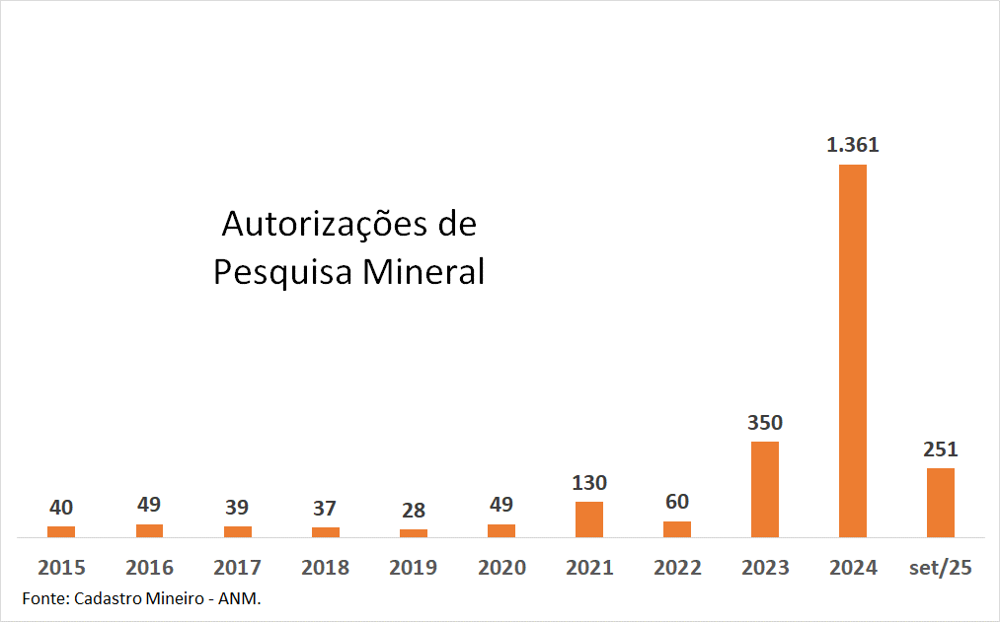 1.361
Autorizações de
Pesquisa Mineral
350
251
130
60
49
49
40
39
37
28
2015 2016 2017 2018 2019 2020 2021 2022 2023 2024 set/25
Fonte: Cadastro Mineiro - ANM.